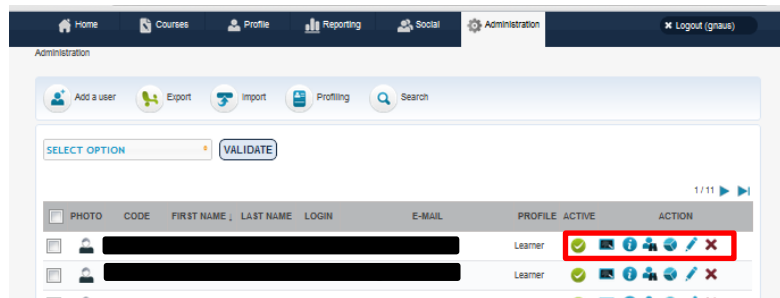 Home Courses Profile Reporting Social Administration × Logout (gnaus)
Administration
Add a user Export Import Profiling Search
SELECT OPTION VALIDATE
1 / 11
PHOTO CODE FIRST NAME ↓ LAST NAME LOGIN E-MAIL PROFILE ACTIVE ACTION
Learner
Learner